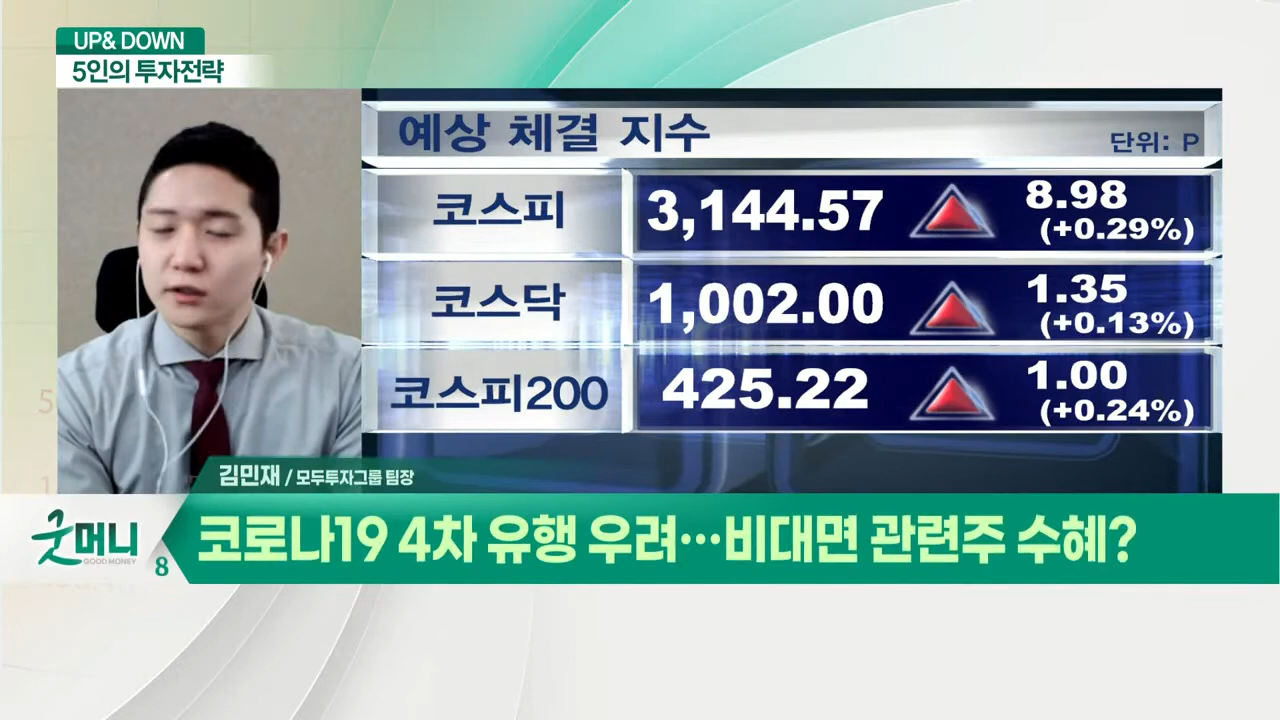 UP& DOWN
5인의 투자전략
예상 체결 지수
단위: P
코스피 3,144.57 8.98 (+0.29%)
코스닥 1,002.00 1.35 (+0.13%)
코스피200 425.22 1.00 (+0.24%)
김민재 / 모두투자그룹 팀장
굿머니
GOOD MONEY
8
코로나19 4차 유행 우려…비대면 관련주 수혜?